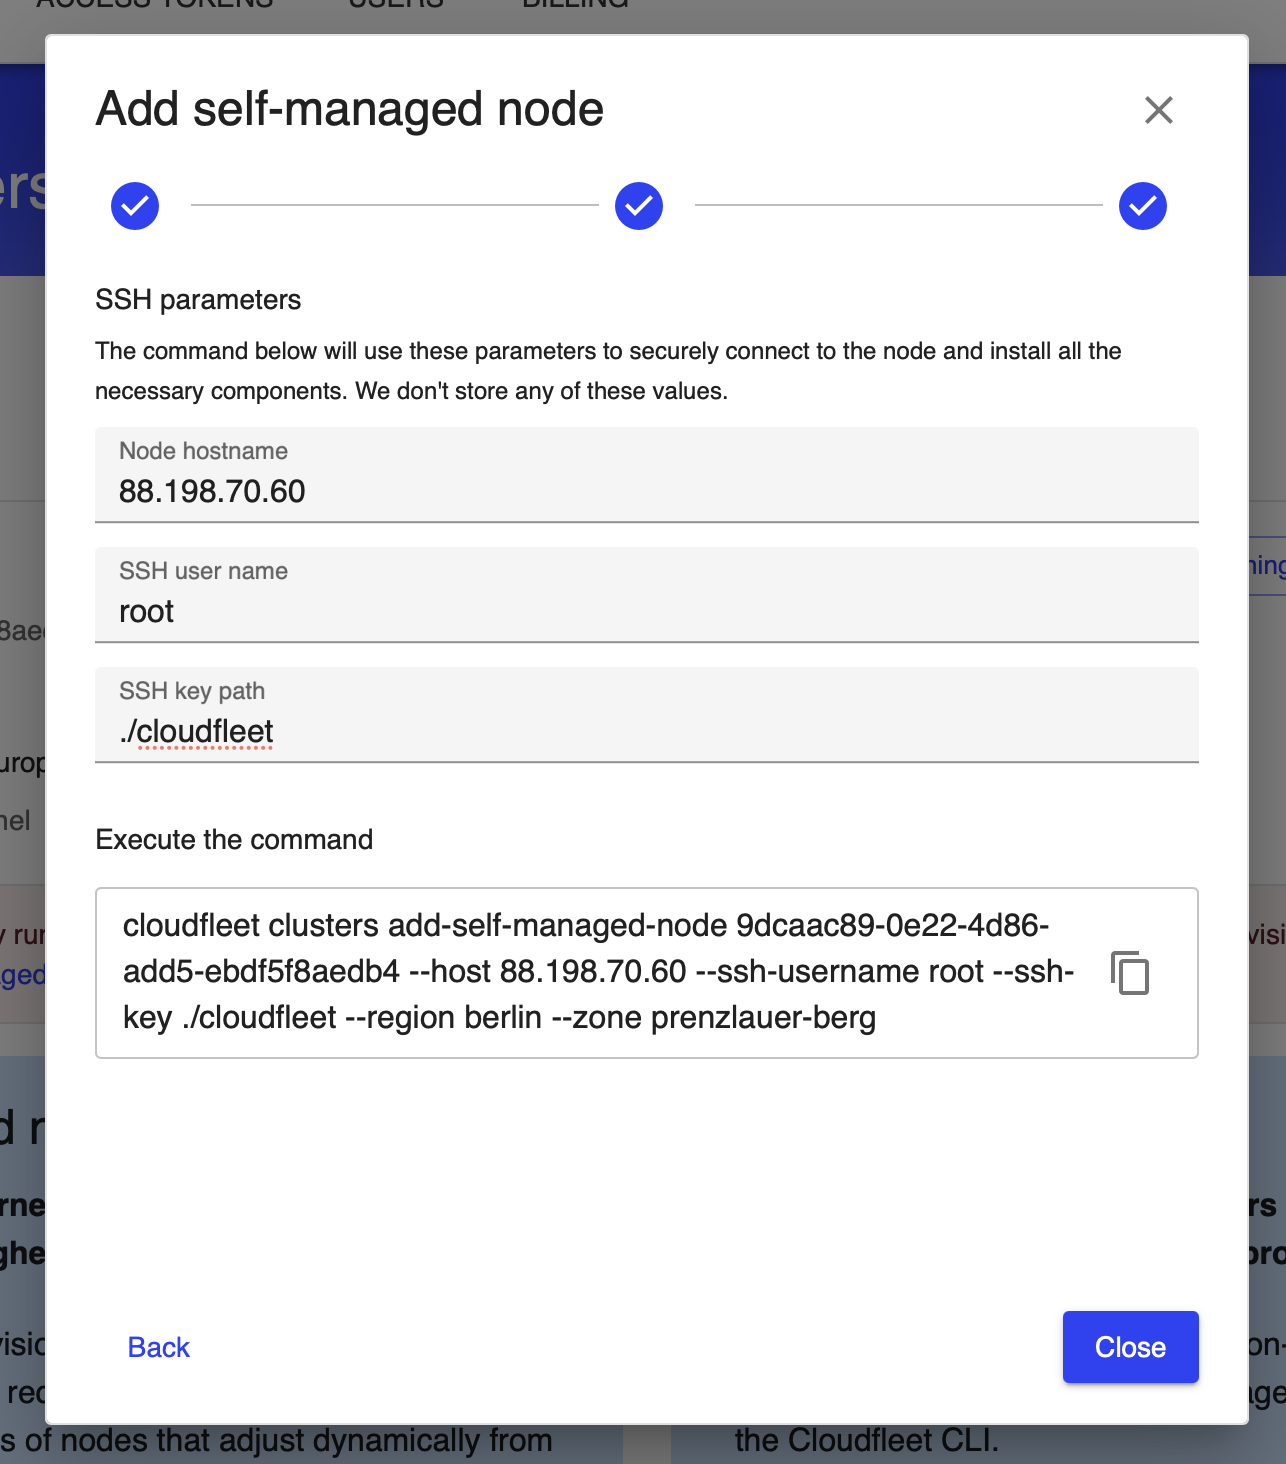 ACCESS TOKENS USERS BILLING
Add self-managed node
SSH parameters
The command below will use these parameters to securely connect to the node and install all the
necessary components. We don't store any of these values.
Node hostname
88.198.70.60
SSH user name
root
SSH key path
./cloudfleet
Execute the command
cloudfleet clusters add-self-managed-node 9dcaac89-0e22-4d86-
add5-ebdf5f8aedb4 --host 88.198.70.60 --ssh-username root --ssh-
key ./cloudfleet --region berlin --zone prenzlauer-berg
Back
Close
s of nodes that adjust dynamically from
the Cloudfleet CLI.